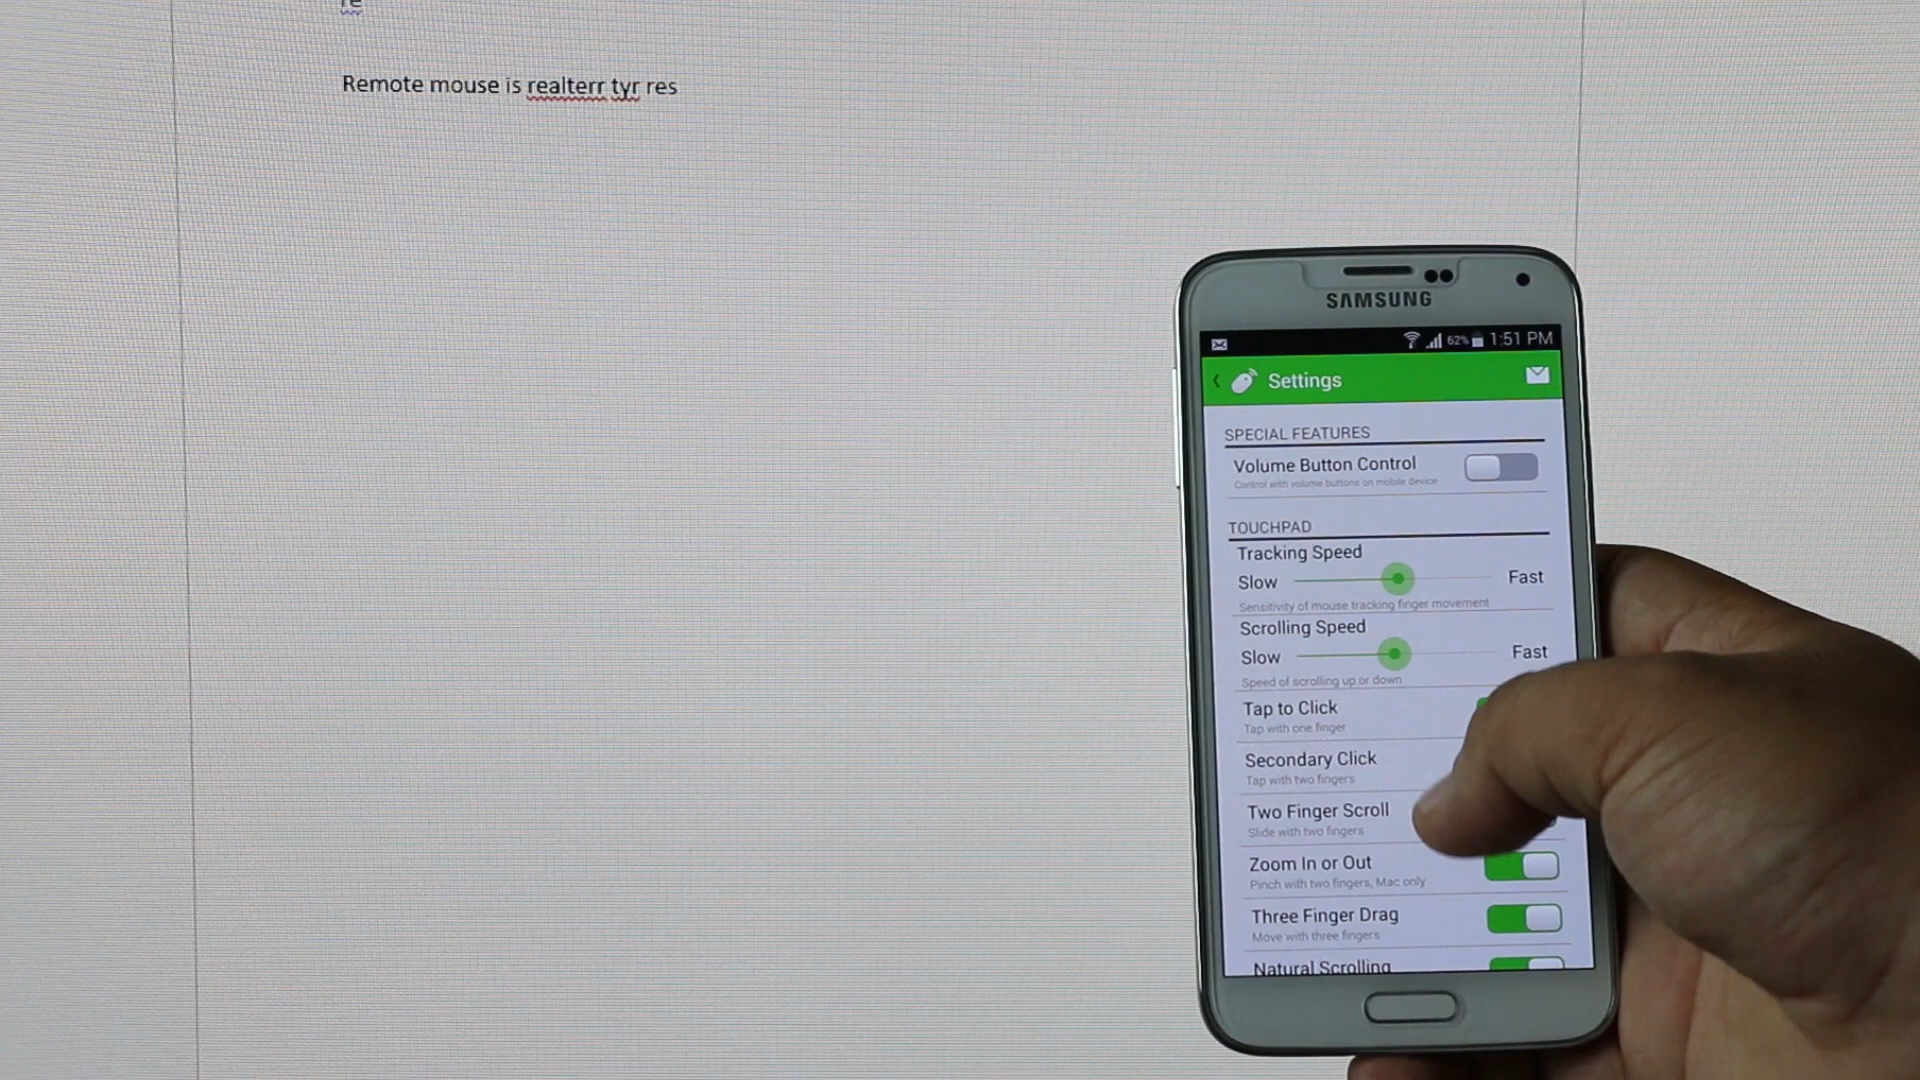 re
Remote mouse is realterr tyr res
SAMSUNG
62% 1:51 PM
Settings
SPECIAL FEATURES
Volume Button Control
Control with volume buttons on mobile device
TOUCHPAD
Tracking Speed
Slow Fast
Sensitivity of mouse tracking finger movement
Scrolling Speed
Slow Fast
Speed of scrolling up or down
Tap to Click
Tap with one finger
Secondary Click
Tap with two fingers
Two Finger Scroll
Slide with two fingers
Zoom In or Out
Pinch with two fingers, Mac only
Three Finger Drag
Move with three fingers
Natural Scrolling